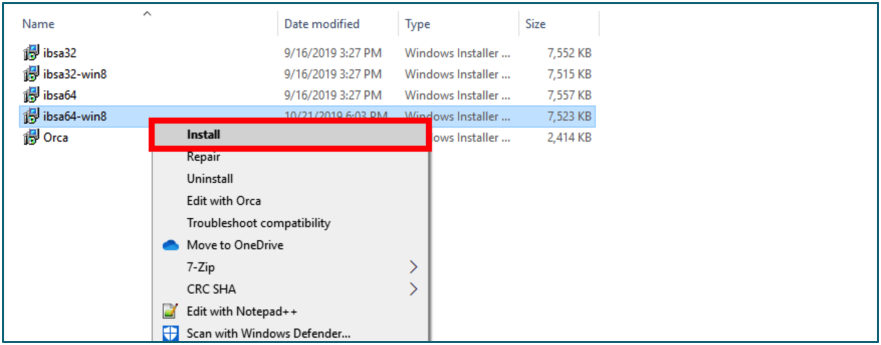 Name Date modified Type Size
ibsa32 9/16/2019 3:27 PM Windows Installer ... 7,552 KB
ibsa32-win8 9/16/2019 3:27 PM Windows Installer ... 7,515 KB
ibsa64 9/16/2019 3:27 PM Windows Installer ... 7,557 KB
ibsa64-win8 10/21/2019 6:03 PM Windows Installer ... 7,523 KB
Orca ows Installer ... 2,414 KB
Install
Repair
Uninstall
Edit with Orca
Troubleshoot compatibility
Move to OneDrive
7-Zip
CRC SHA
Edit with Notepad++
Scan with Windows Defender...